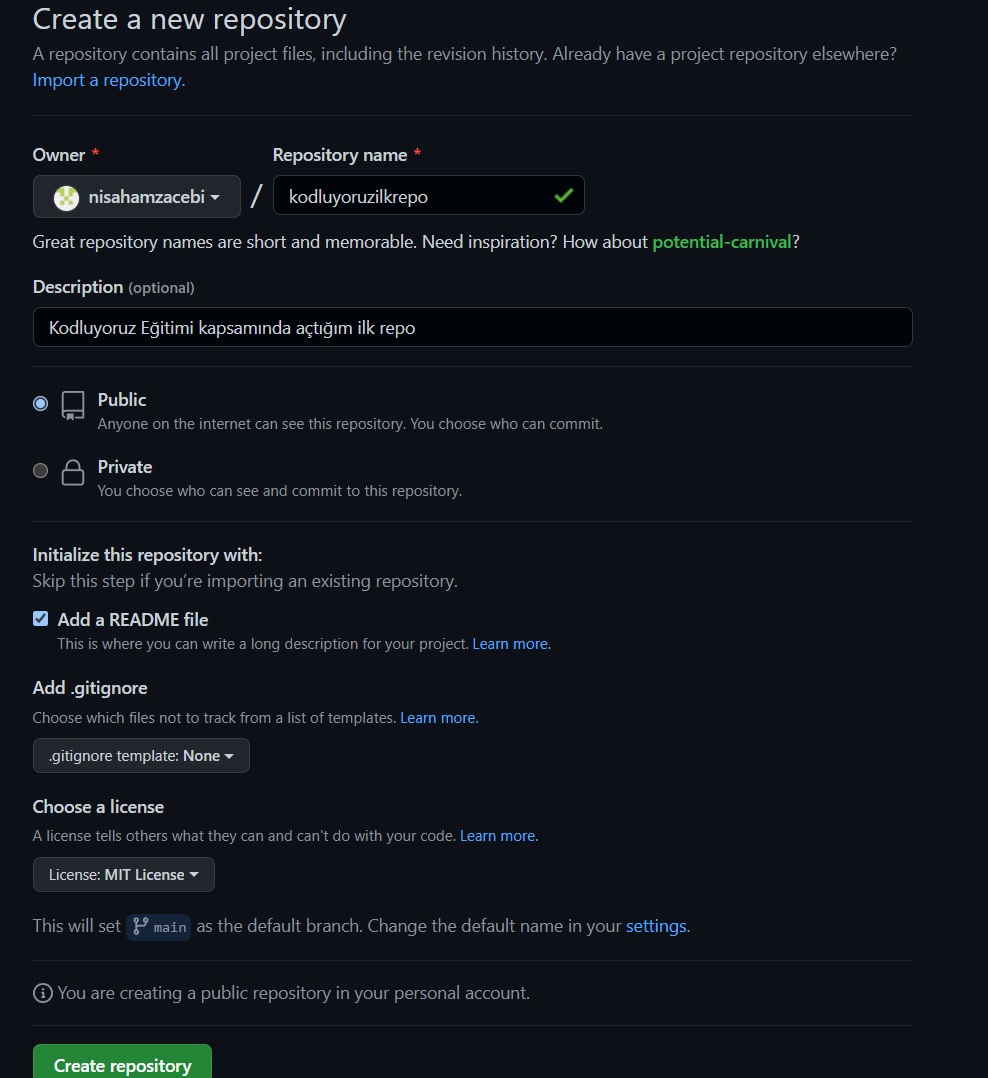 Create a new repository
A repository contains all project files, including the revision history. Already have a project repository elsewhere?
Import a repository.
Owner * Repository name *
nisahamzacebi / kodluyoruzilkrepo
Great repository names are short and memorable. Need inspiration? How about potential-carnival?
Description (optional)
Kodluyoruz Eğitimi kapsamında açtığım ilk repo
Public
Anyone on the internet can see this repository. You choose who can commit.
Private
You choose who can see and commit to this repository.
Initialize this repository with:
Skip this step if you’re importing an existing repository.
Add a README file
This is where you can write a long description for your project. Learn more.
Add .gitignore
Choose which files not to track from a list of templates. Learn more.
.gitignore template: None
Choose a license
A license tells others what they can and can't do with your code. Learn more.
License: MIT License
This will set main as the default branch. Change the default name in your settings.
You are creating a public repository in your personal account.
Create repository